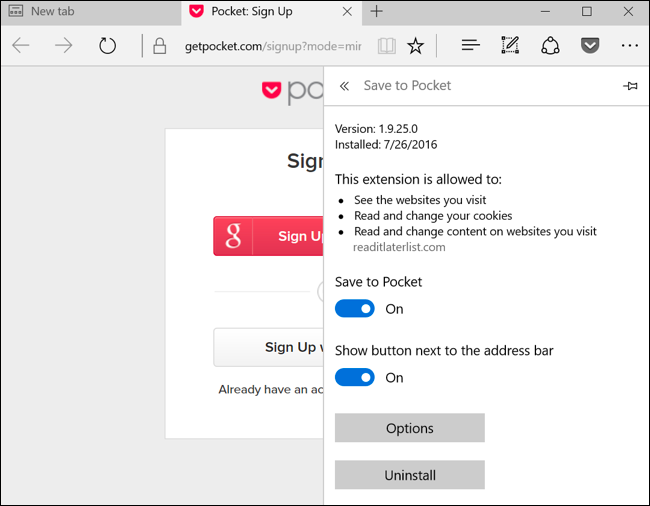 New tab
Pocket: Sign Up
getpocket.com/signup?mode=mir
po
Save to Pocket
Version: 1.9.25.0
Installed: 7/26/2016
Sign
This extension is allowed to:
See the websites you visit
Read and change your cookies
Read and change content on websites you visit
readitlaterlist.com
g
Sign Up
Save to Pocket
On
Sign Up w
Show button next to the address bar
On
Already have an ac
Options
Uninstall